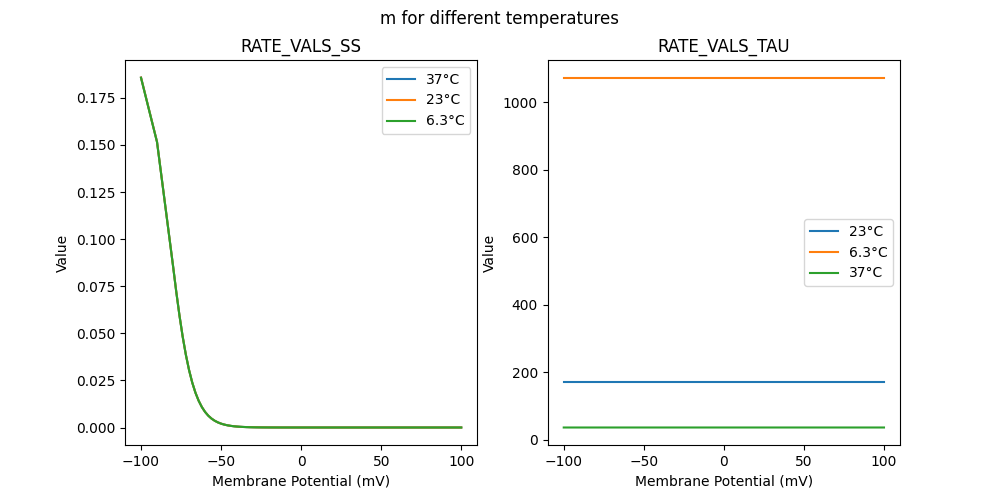 m for different temperatures
RATE_VALS_SS
0.175
0.150
0.125
0.100
0.075
0.050
0.025
0.000
Value
−100
−50
0
50
100
Membrane Potential (mV)
37°C
23°C
6.3°C
RATE_VALS_TAU
1000
800
600
400
200
0
Value
−100
−50
0
50
100
Membrane Potential (mV)
23°C
6.3°C
37°C